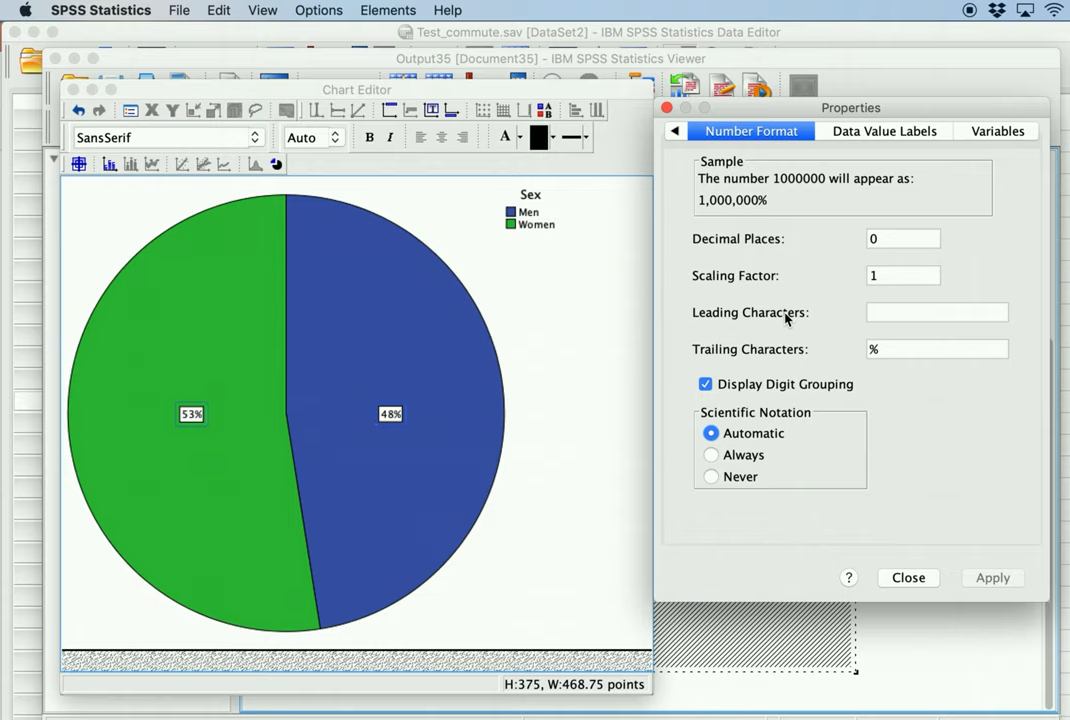 SPSS Statistics File Edit View Options Elements Help
Test_commute.sav [DataSet2] - IBM SPSS Statistics Data Editor
Output35 [Document35] - IBM SPSS Statistics Viewer
Chart Editor
Properties
SansSerif Auto B I A
Number Format Data Value Labels Variables
Sex
Men
Women
53%
48%
Sample
The number 1000000 will appear as:
1,000,000%
Decimal Places: 0
Scaling Factor: 1
Leading Characters:
Trailing Characters: %
Display Digit Grouping
Scientific Notation
Automatic
Always
Never
? Close Apply
H:375, W:468.75 points